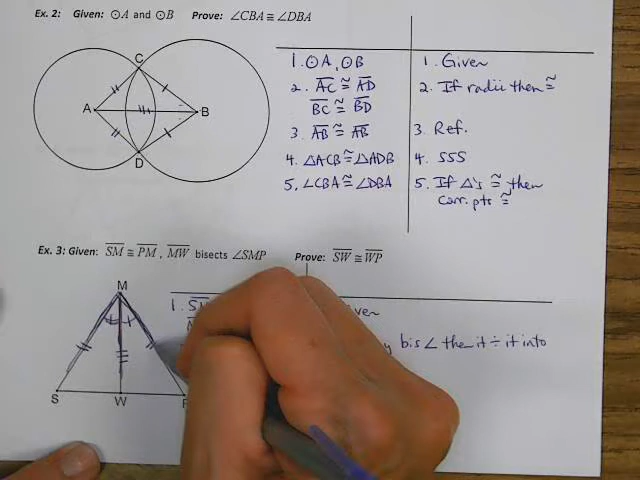 Ex. 2: Given: ⊙A and ⊙B Prove: ∠CBA ≅ ∠DBA
C
A
B
D
1. ⊙A, ⊙B 1. Given
2. AC ≅ AD 2. If radii then ≅
BC ≅ BD
3. AB ≅ AB 3. Ref.
4. △ACB ≅ △ADB 4. SSS
5. ∠CBA ≅ ∠DBA 5. If △'s ≅ then
corr. pts ≅
Ex. 3: Given: SM ≅ PM, MW bisects ∠SMP Prove: SW ≅ WP
M
S
W
1. 
bis ∠ then it ÷ it into